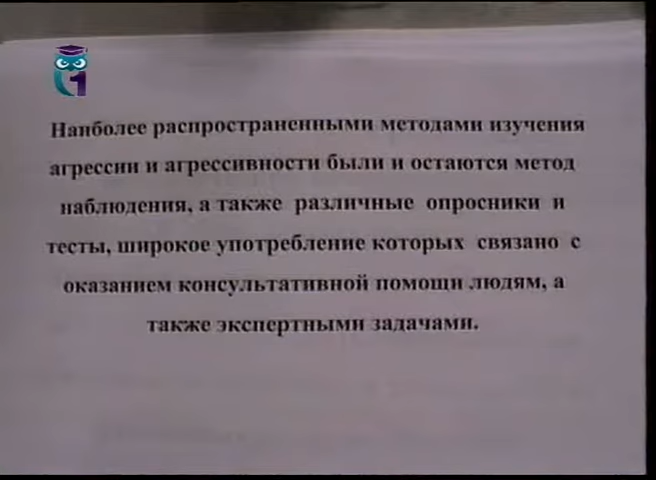 1
Наиболее распространенными методами изучения
агрессии и агрессивности были и остаются метод
наблюдения, а также различные опросники и
тесты, широкое употребление которых связано с
оказанием консультативной помощи людям, а
также экспертными задачами.